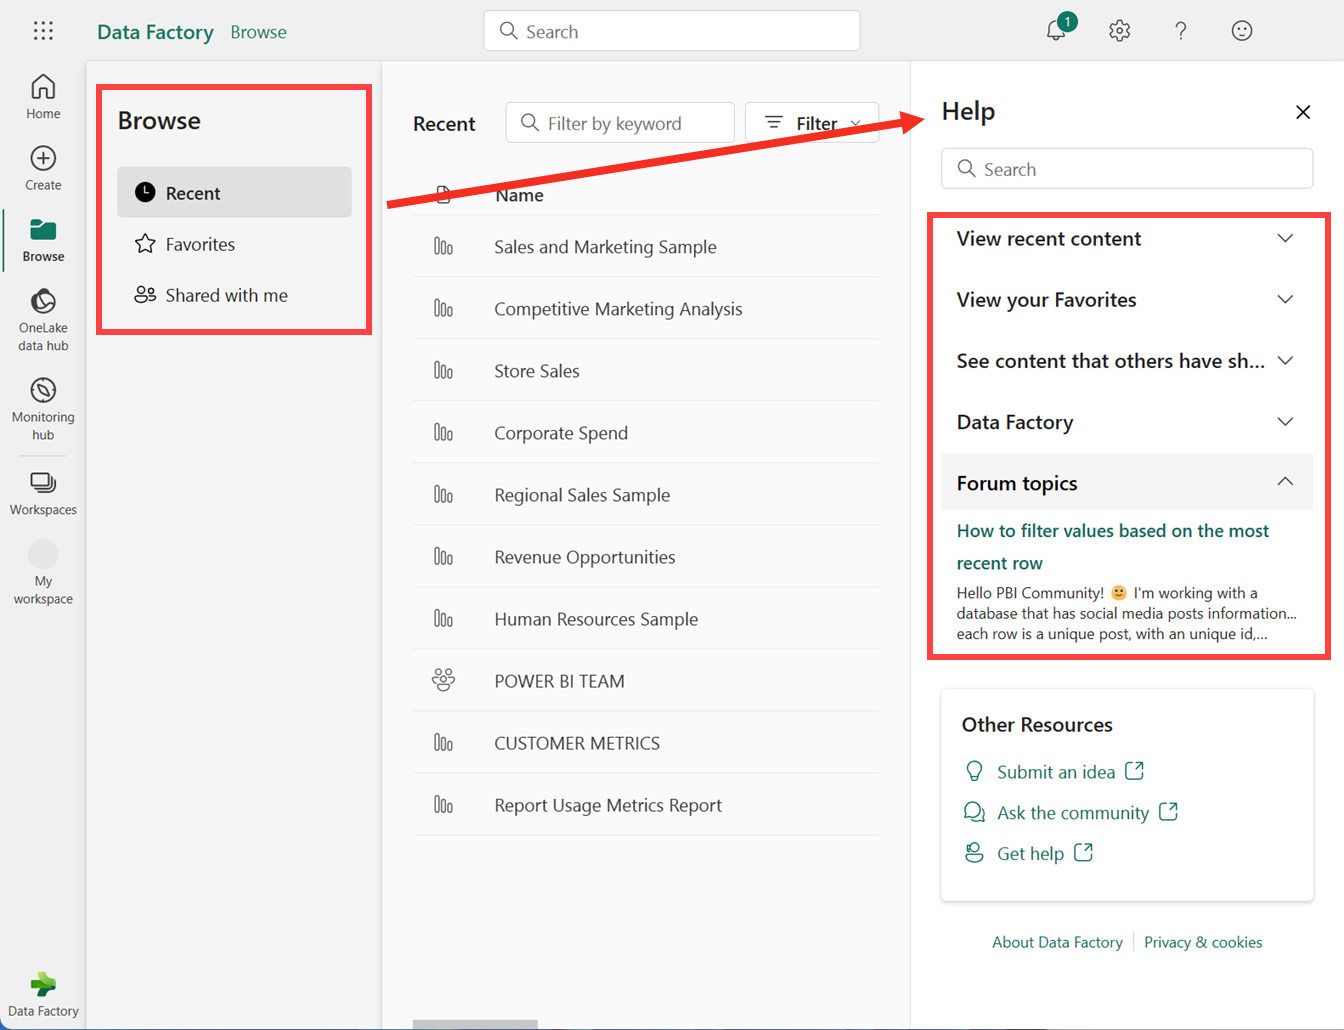 Data Factory Browse
Search
1
Home
Create
Browse
OneLake
data hub
Monitoring
hub
Workspaces
My
workspace
Data Factory
Browse
Recent
Favorites
Shared with me
Recent
Filter by keyword
Filter
Name
Sales and Marketing Sample
Competitive Marketing Analysis
Store Sales
Corporate Spend
Regional Sales Sample
Revenue Opportunities
Human Resources Sample
POWER BI TEAM
CUSTOMER METRICS
Report Usage Metrics Report
Help
Search
View recent content
View your Favorites
See content that others have sh...
Data Factory
Forum topics
How to filter values based on the most
recent row
Hello PBI Community! 🙂 I'm working with a
database that has social media posts information...
each row is a unique post, with an unique id,...
Other Resources
Submit an idea
Ask the community
Get help
About Data Factory
Privacy & cookies